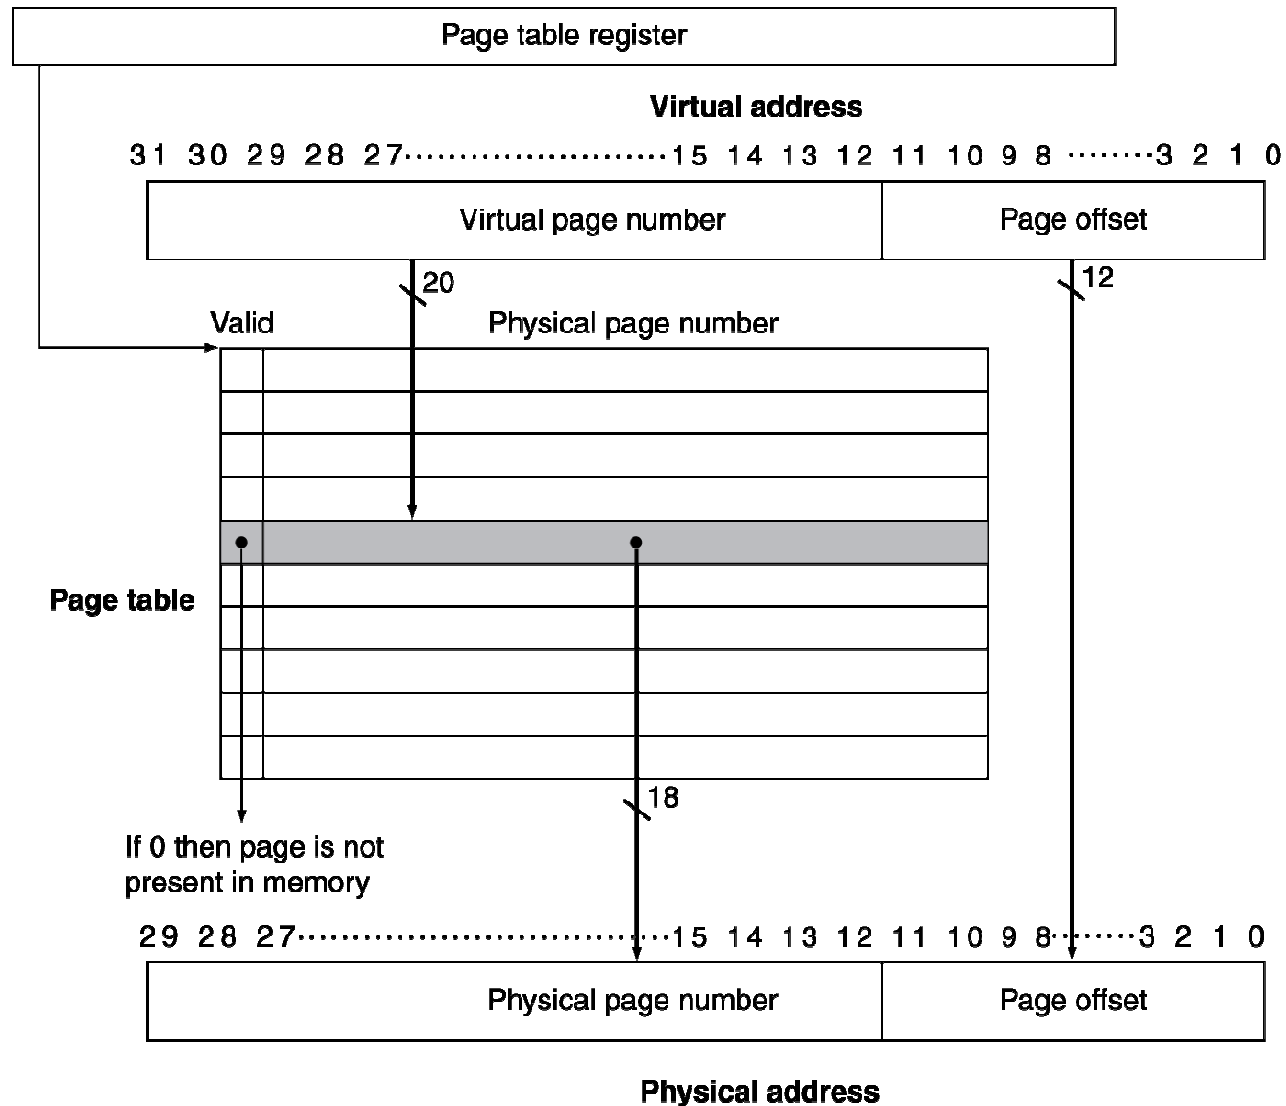 Page table register
Virtual address
31 30 29 28 27 ........................... 15 14 13 12 11 10 9 8 ......... 3 2 1 0
Virtual page number Page offset
20 12
Valid Physical page number
Page table
18
If 0 then page is not
present in memory
29 28 27 ...................................... 15 14 13 12 11 10 9 8 ......... 3 2 1 0
Physical page number Page offset
Physical address